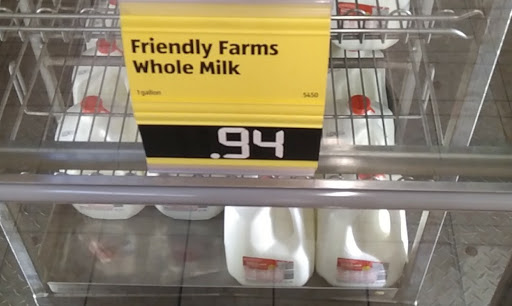 Friendly Farms
Whole Milk
1 gallon 5450
.94